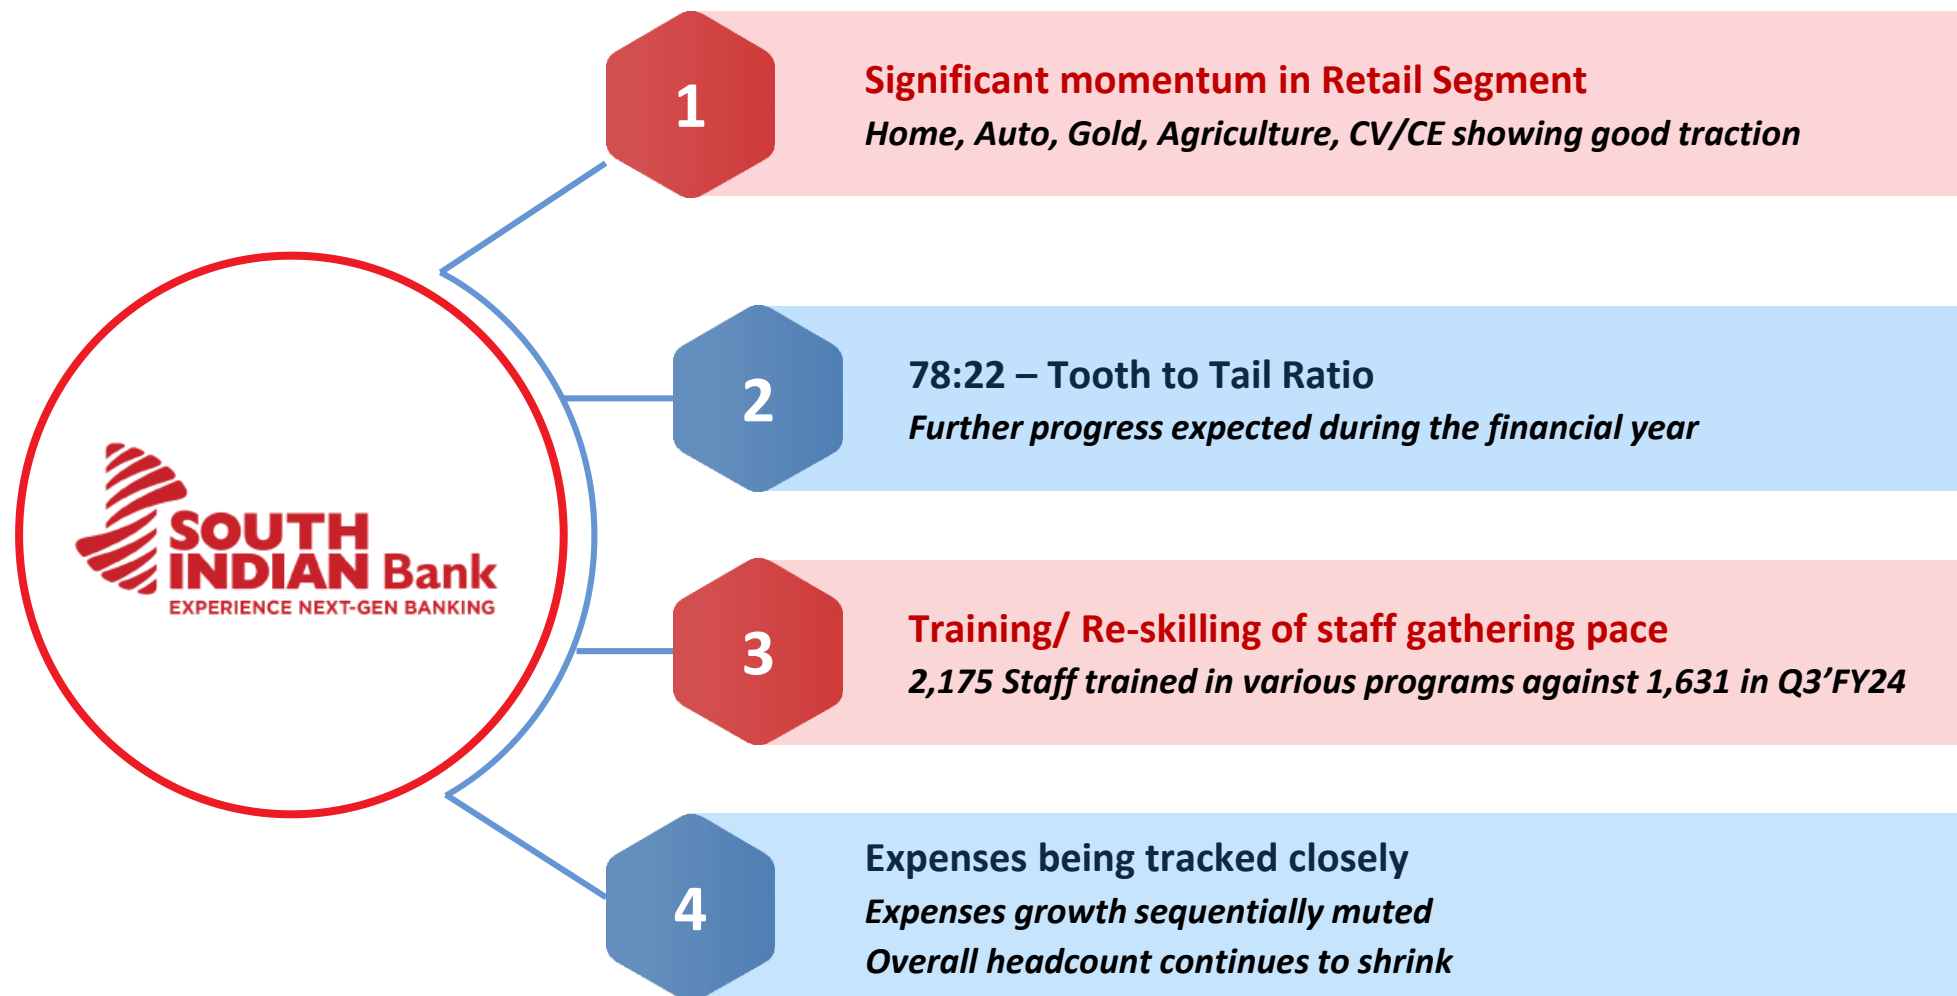 1
Significant momentum in Retail Segment
Home, Auto, Gold, Agriculture, CV/CE showing good traction
2
78:22 – Tooth to Tail Ratio
Further progress expected during the financial year
SOUTH
INDIAN Bank
EXPERIENCE NEXT-GEN BANKING
3
Training/ Re-skilling of staff gathering pace
2,175 Staff trained in various programs against 1,631 in Q3’FY24
4
Expenses being tracked closely
Expenses growth sequentially muted
Overall headcount continues to shrink